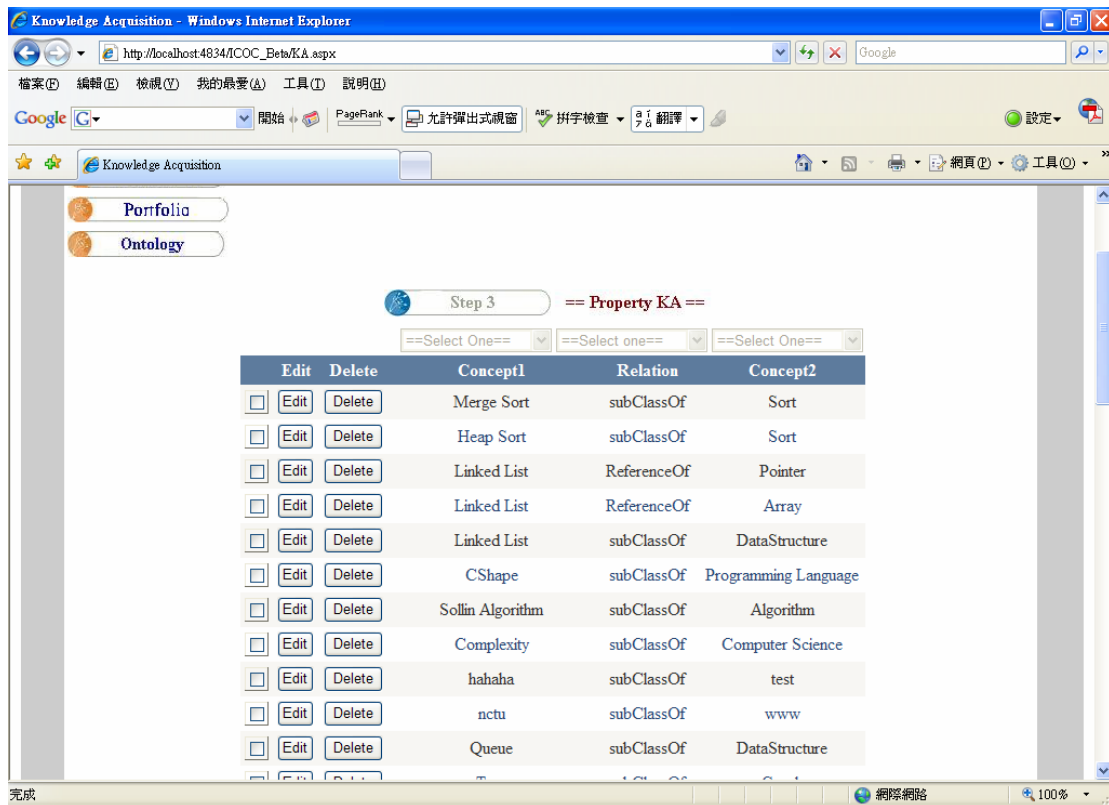 Knowledge Acquisition - Windows Internet Explorer
http://localhost:4834/ICOC_Beta/KA.aspx Google
檔案(F) 編輯(E) 檢視(V) 我的最愛(A) 工具(T) 說明(H)
Google G 開始 PageRank 允許彈出式視窗 ABC 拼字檢查 翻譯 設定
Knowledge Acquisition 網頁(P) 工具(O) »
Portfolio
Ontology
Step 3 == Property KA ==
==Select One== ==Select one== ==Select One==
Edit Delete Concept1 Relation Concept2
Edit Delete Merge Sort subClassOf Sort
Edit Delete Heap Sort subClassOf Sort
Edit Delete Linked List ReferenceOf Pointer
Edit Delete Linked List ReferenceOf Array
Edit Delete Linked List subClassOf DataStructure
Edit Delete CShape subClassOf Programming Language
Edit Delete Sollin Algorithm subClassOf Algorithm
Edit Delete Complexity subClassOf Computer Science
Edit Delete hahaha subClassOf test
Edit Delete nctu subClassOf www
Edit Delete Queue subClassOf DataStructure
完成 網際網路 100%